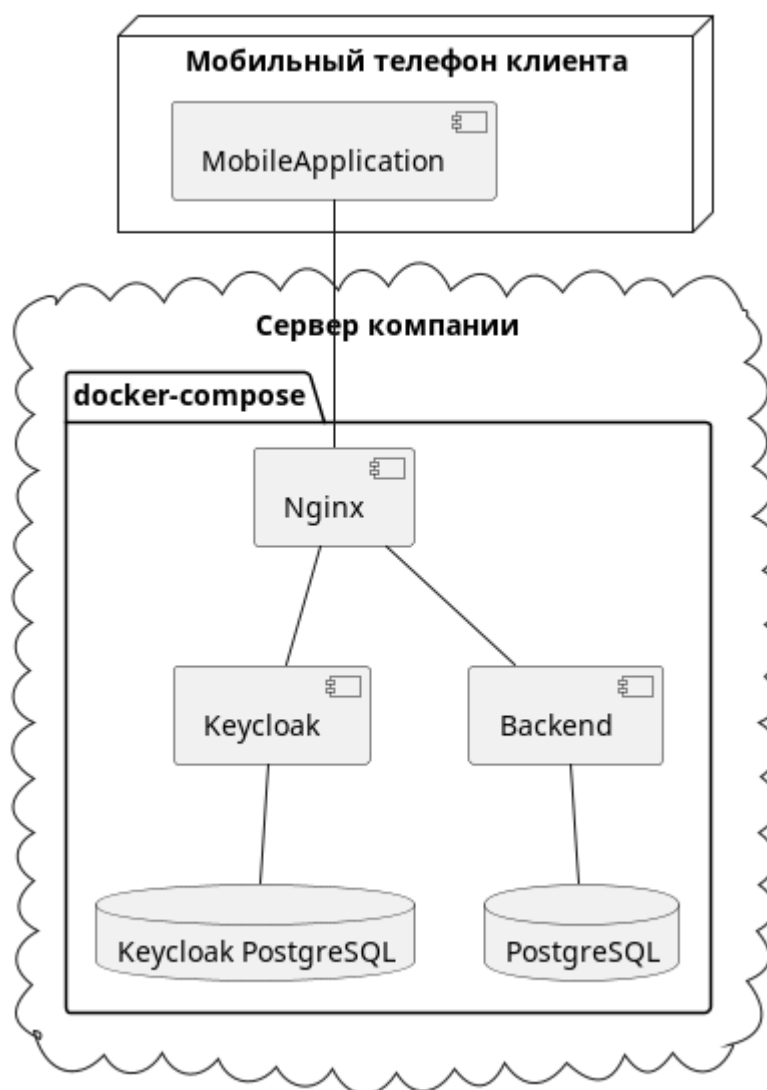 Мобильный телефон клиента
MobileApplication
Сервер компании
docker-compose
Nginx
Keycloak
Backend
Keycloak PostgreSQL
PostgreSQL